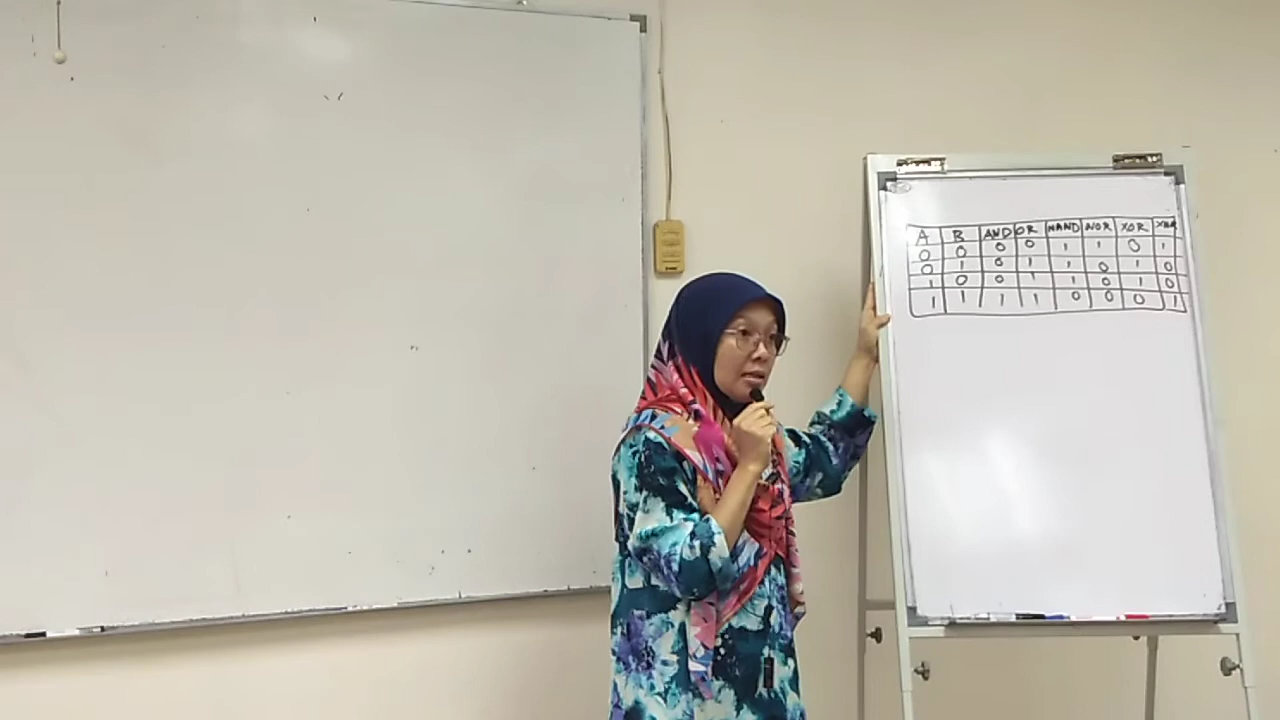 A B AND OR NAND NOR XOR XNR
0 0 0 0 1 1 0 1
0 1 0 1 1 0 1 0
1 0 0 1 1 0 1 0
1 1 1 1 0 0 0 1